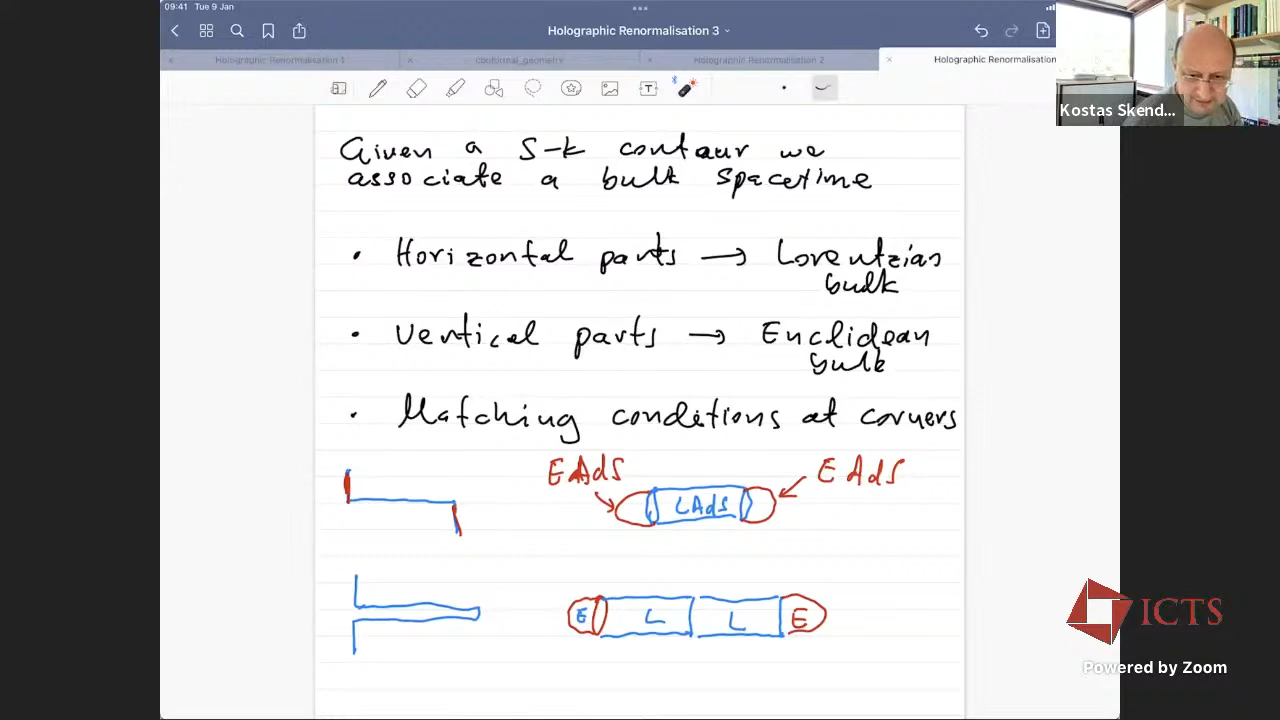 09:41 Tue 9 Jan
Holographic Renormalisation 3
Holographic Renormalisation 1
conformal_geometry
Holographic Renormalisation 2
Holographic Renormalisation
Kostas Skend...
Given a S-k contour we
associate a bulk spacetime
• Horizontal parts → Lorentzian
bulk
• Vertical parts → Euclidean
bulk
• Matching conditions at corners
EAdS
EAdS
LAdS
E
L
L
E
ICTS
Powered by Zoom